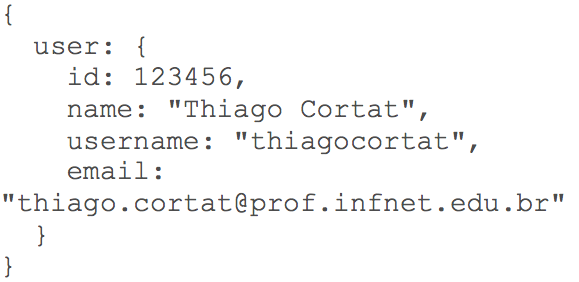 {
  user: {
    id: 123456,
    name: "Thiago Cortat",
    username: "thiagocortat",
    email:
"thiago.cortat@prof.infnet.edu.br"
  }
}